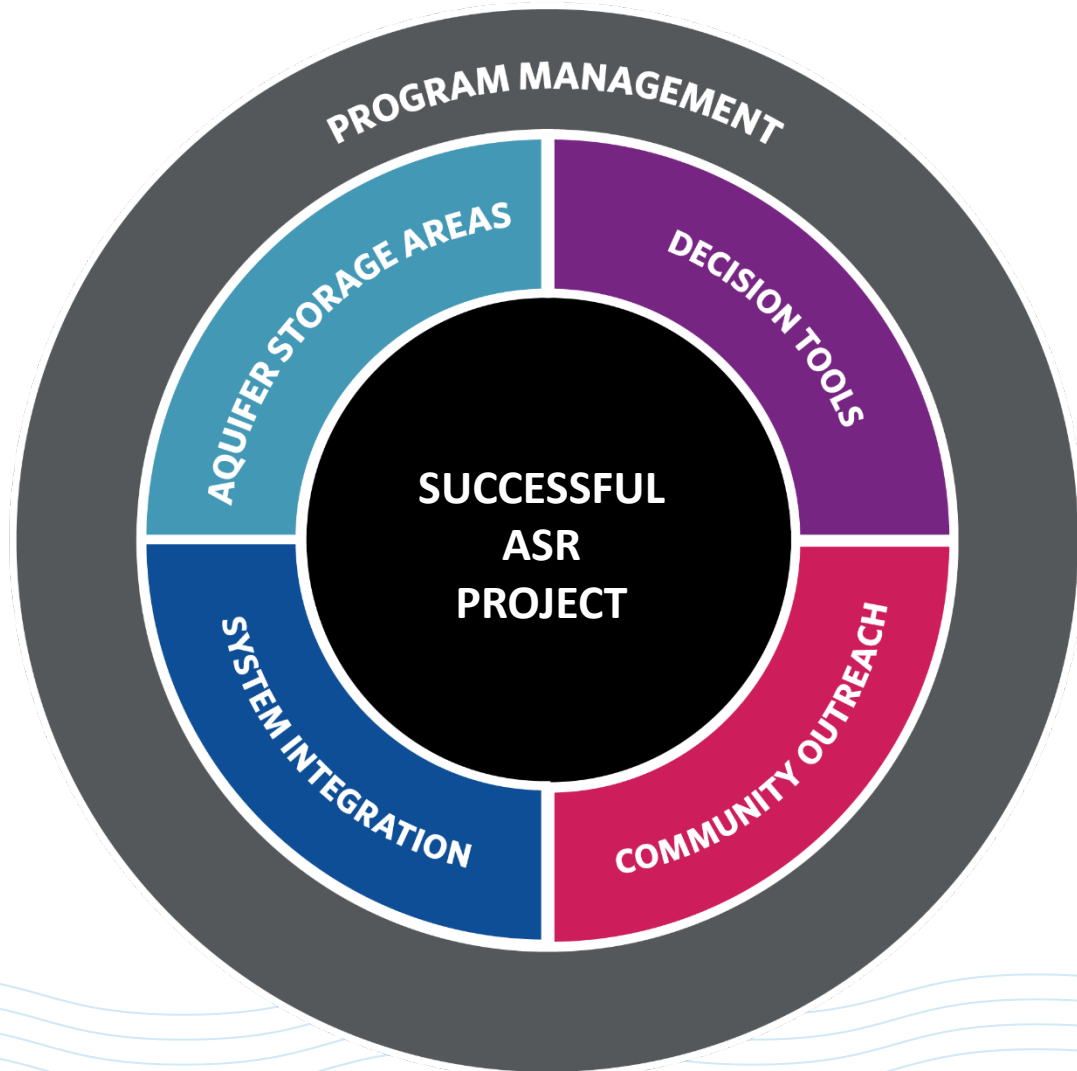 PROGRAM MANAGEMENT
AQUIFER STORAGE AREAS
DECISION TOOLS
SUCCESSFUL
ASR
PROJECT
SYSTEM INTEGRATION
COMMUNITY OUTREACH